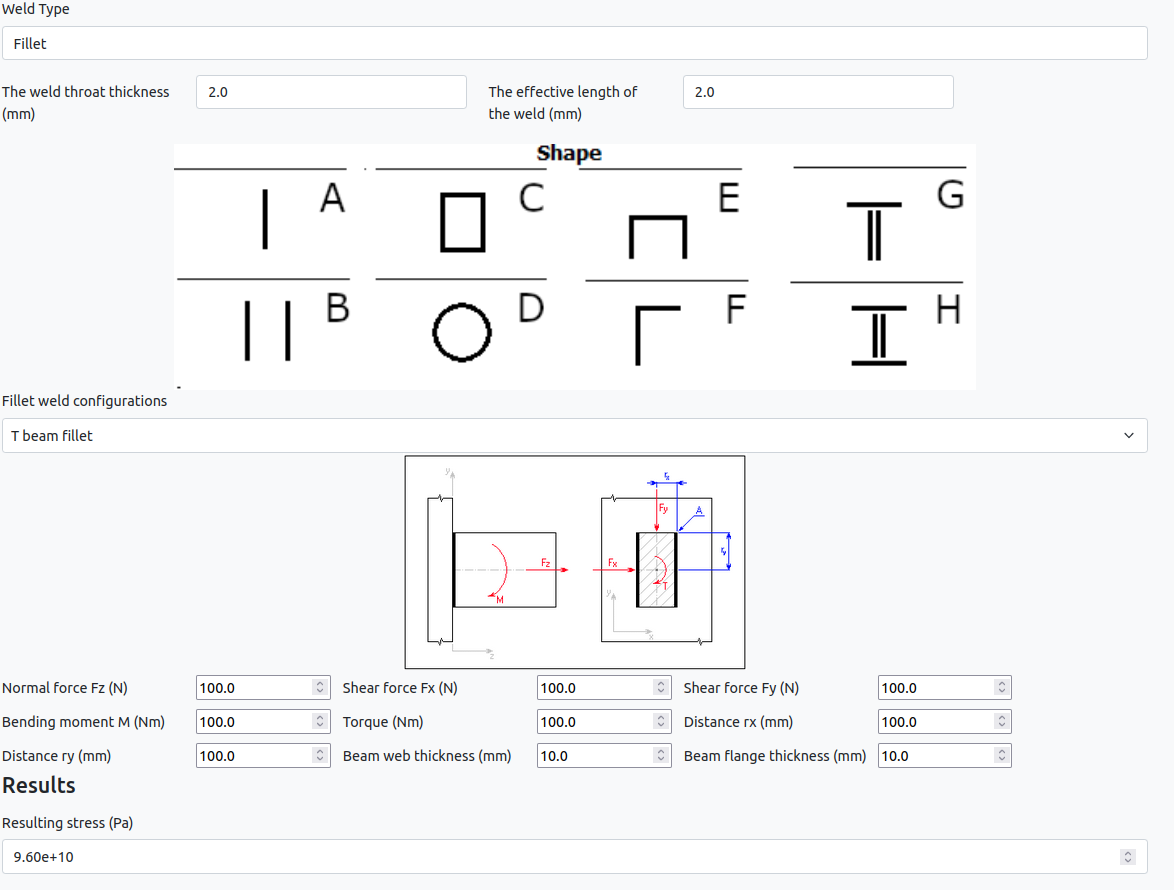 Weld Type
Fillet
The weld throat thickness (mm)
2.0
The effective length of the weld (mm)
2.0
Shape
A
C
E
G
B
D
F
H
Fillet weld configurations
T beam fillet
y
Fz
M
z
rx
Fy
A
ry
Fx
T
y
x
Normal force Fz (N)
100.0
Shear force Fx (N)
100.0
Shear force Fy (N)
100.0
Bending moment M (Nm)
100.0
Torque (Nm)
100.0
Distance rx (mm)
100.0
Distance ry (mm)
100.0
Beam web thickness (mm)
10.0
Beam flange thickness (mm)
10.0
Results
Resulting stress (Pa)
9.60e+10